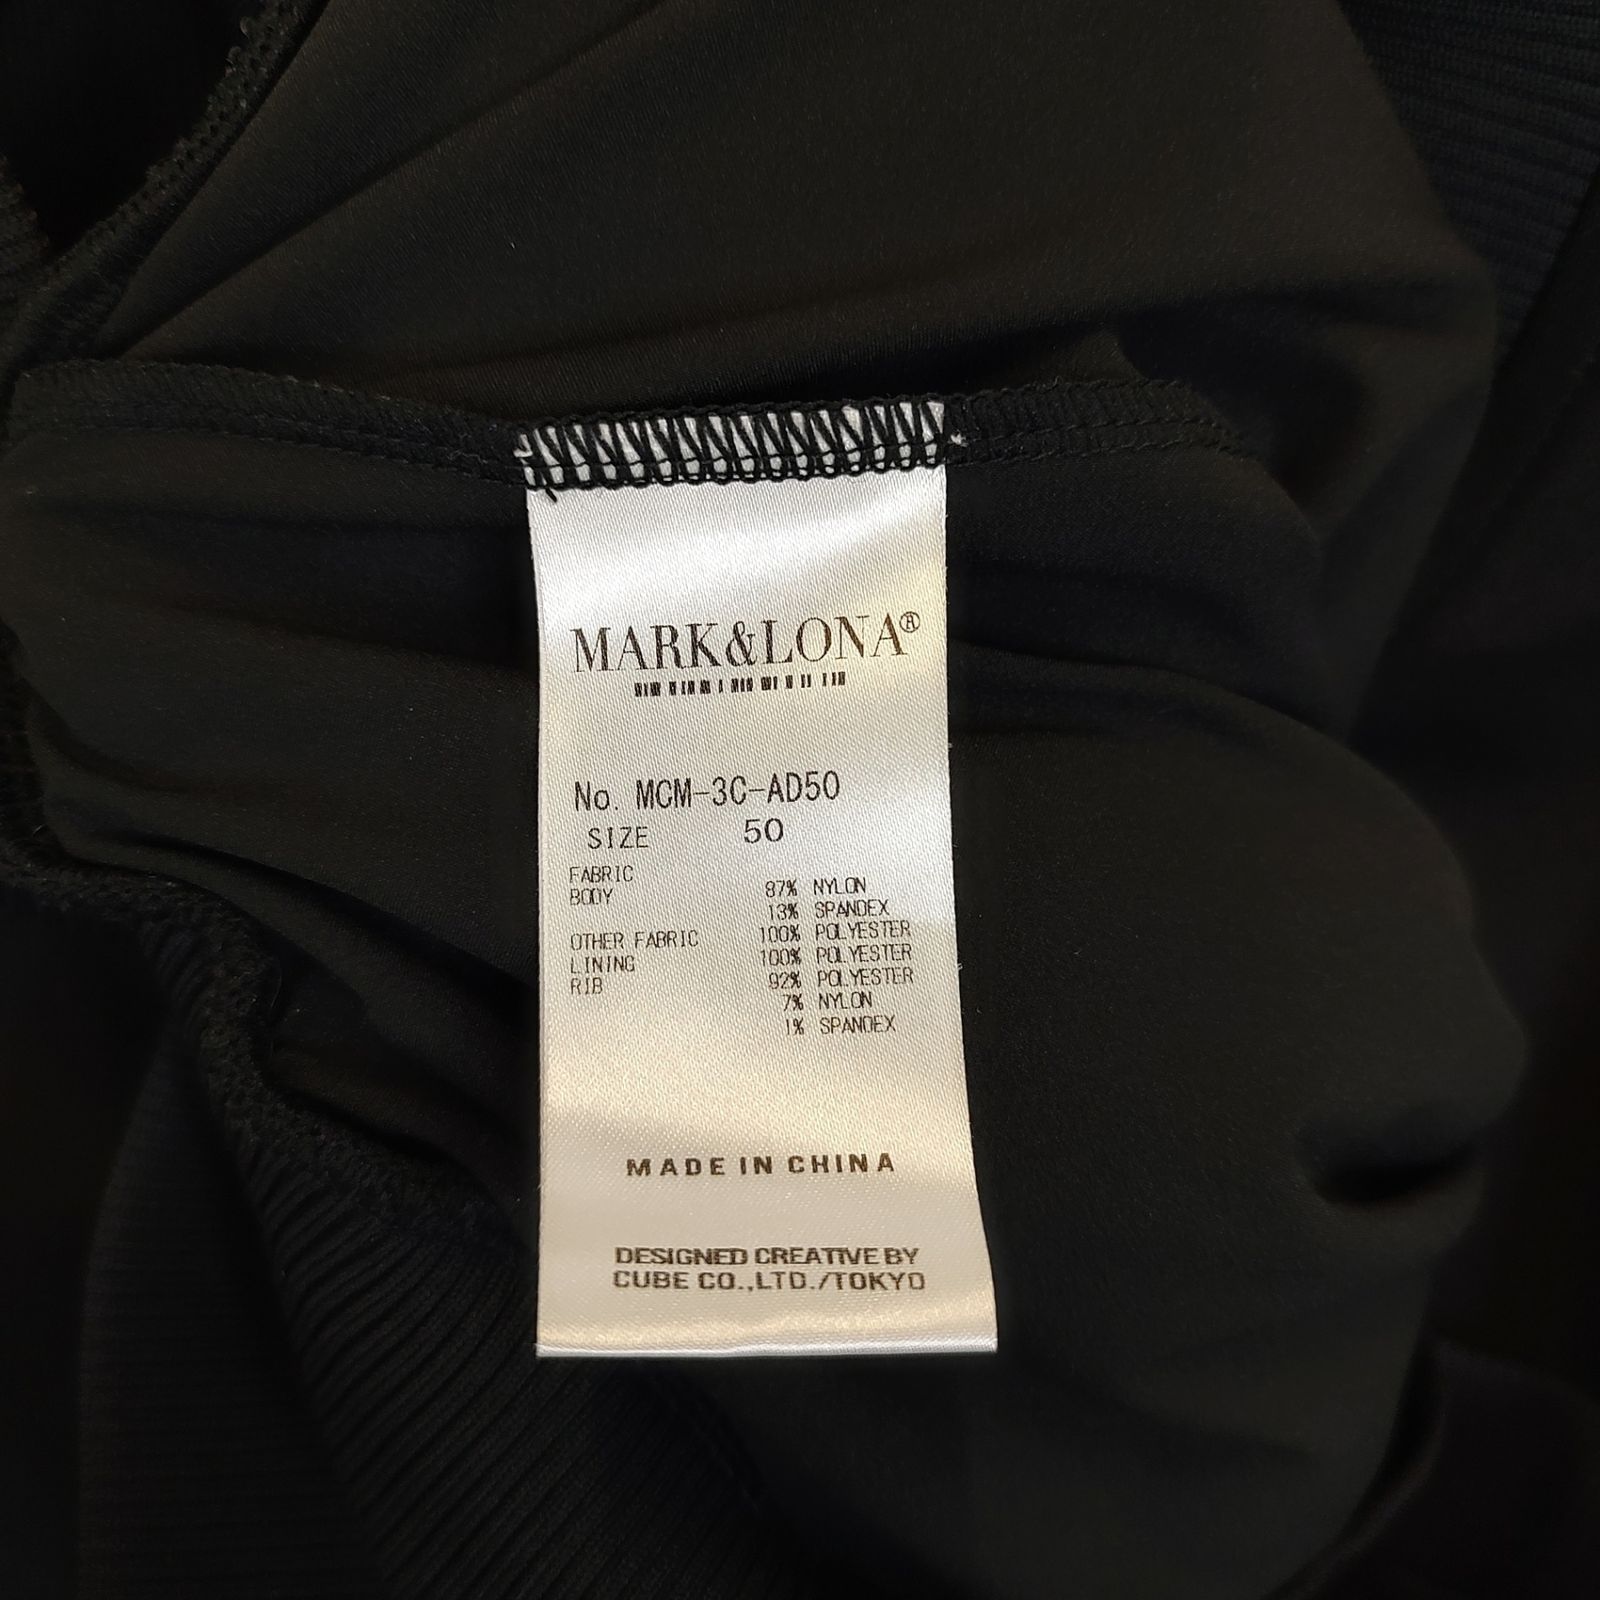 MARK&LONA®
No. MCM-3C-AD50
SIZE 50
FABRIC
BODY 87% NYLON
13% SPANDEX
OTHER FABRIC 100% POLYESTER
LINING 100% POLYESTER
RIB 92% POLYESTER
7% NYLON
1% SPANDEX
MADE IN CHINA
DESIGNED CREATIVE BY
CUBE CO.,LTD./TOKYO